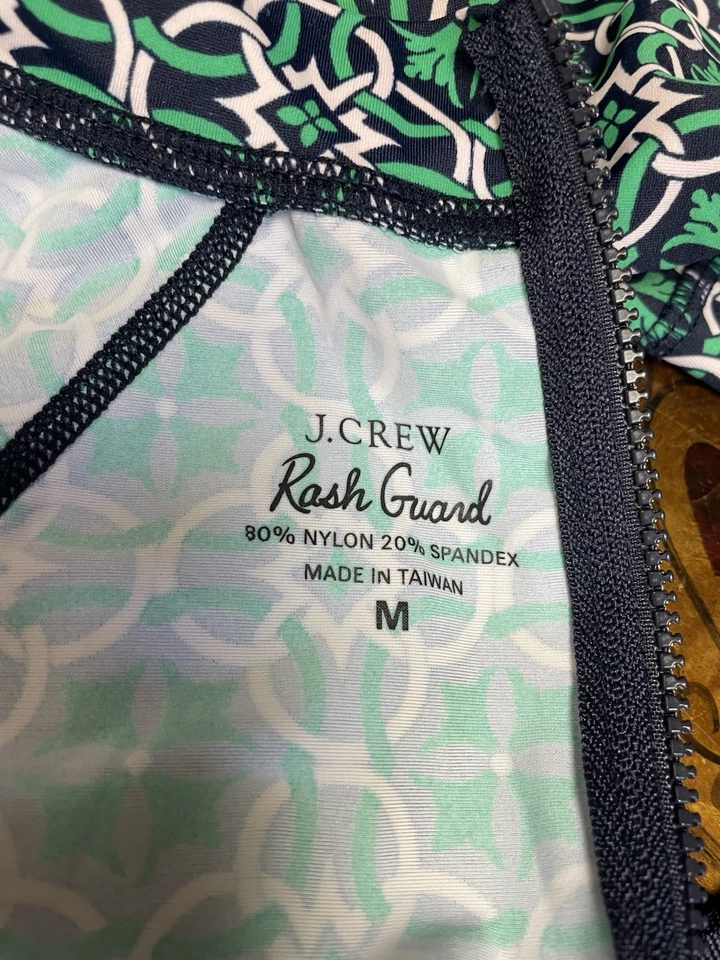 J.CREW
Rash Guard
80% NYLON 20% SPANDEX
MADE IN TAIWAN
M